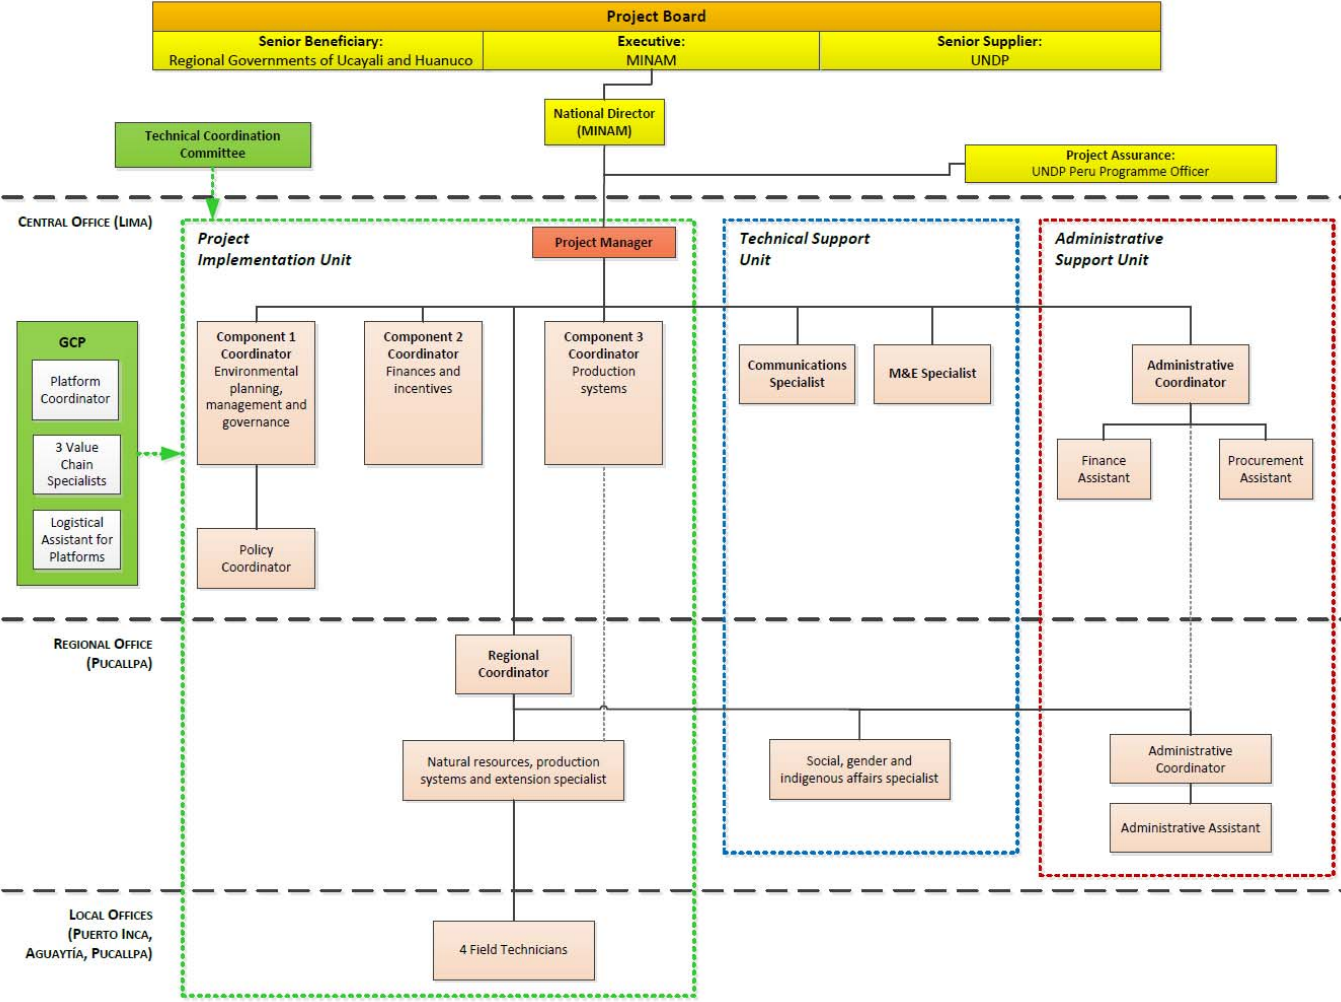 Project Board
Senior Beneficiary:
Regional Governments of Ucayali and Huanuco
Executive:
MINAM
Senior Supplier:
UNDP
National Director
(MINAM)
Technical Coordination
Committee
Project Assurance:
UNDP Peru Programme Officer
CENTRAL OFFICE (LIMA)
Project
Implementation Unit
Project Manager
Technical Support
Unit
Administrative
Support Unit
GCP
Platform
Coordinator
3 Value
Chain
Specialists
Logistical
Assistant for
Platforms
Component 1
Coordinator
Environmental
planning,
management and
governance
Component 2
Coordinator
Finances and
incentives
Component 3
Coordinator
Production
systems
Communications
Specialist
M&E Specialist
Administrative
Coordinator
Finance
Assistant
Procurement
Assistant
Policy
Coordinator
REGIONAL OFFICE
(PUCALLPA)
Regional
Coordinator
Natural resources, production
systems and extension specialist
Social, gender and
indigenous affairs specialist
Administrative
Coordinator
Administrative Assistant
LOCAL OFFICES
(PUERTO INCA,
AGUAYTÍA, PUCALLPA)
4 Field Technicians